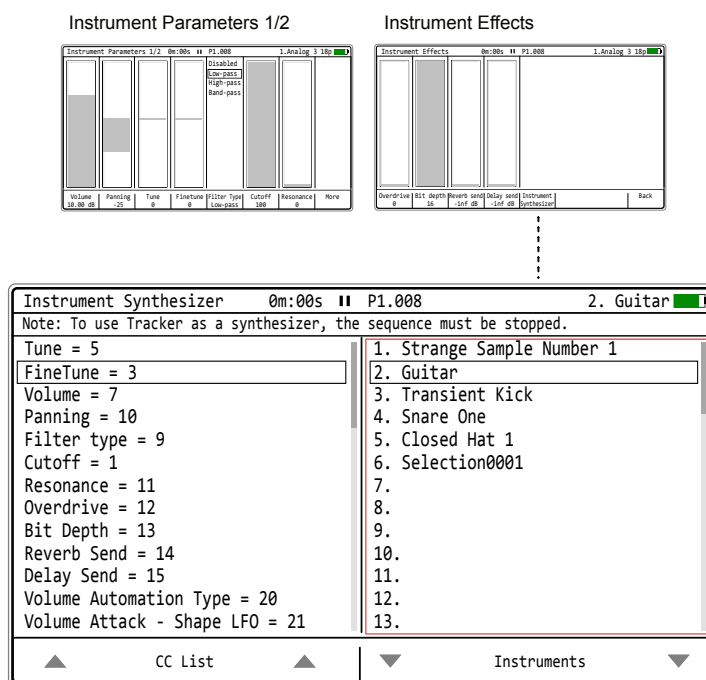 Instrument Parameters 1/2
Instrument Effects
Instrument Parameters 1/2 0m:00s P1.008 1.Analog 3 18p
Disabled
Low-pass
High-pass
Band-pass
Volume Panning Tune Finetune Filter Type Cutoff Resonance More
10.00 dB -25 0 0 Low-pass 100 0
Instrument Effects 0m:00s P1.008 1.Analog 3 18p
Overdrive Bit depth Reverb send Delay send Instrument Back
0 16 -inf dB -inf dB Synthesizer
Instrument Synthesizer 0m:00s P1.008 2. Guitar
Note: To use Tracker as a synthesizer, the sequence must be stopped.
Tune = 5
FineTune = 3
Volume = 7
Panning = 10
Filter type = 9
Cutoff = 1
Resonance = 11
Overdrive = 12
Bit Depth = 13
Reverb Send = 14
Delay Send = 15
Volume Automation Type = 20
Volume Attack - Shape LFO = 21
1. Strange Sample Number 1
2. Guitar
3. Transient Kick
4. Snare One
5. Closed Hat 1
6. Selection0001
7.
8.
9.
10.
11.
12.
13.
CC List
Instruments